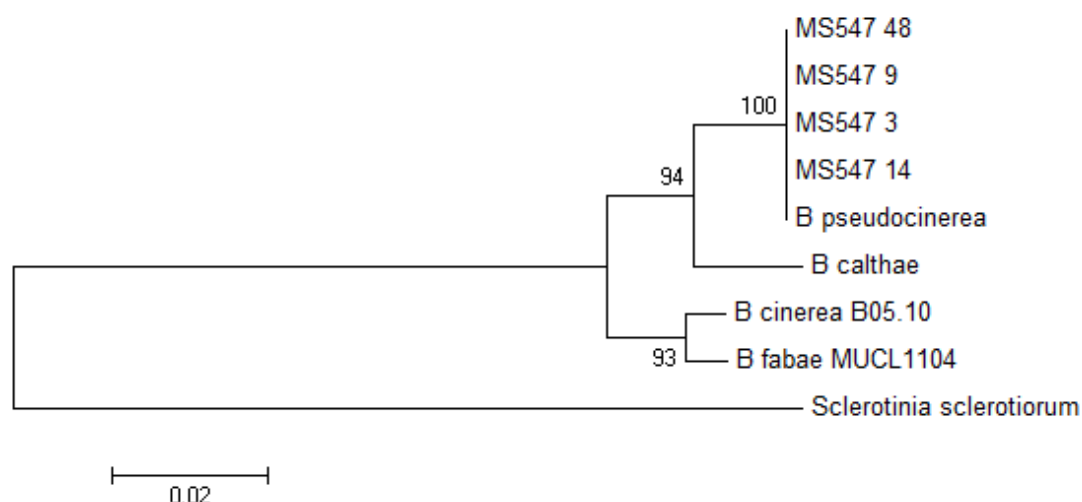 MS547 48
MS547 9
100
MS547 3
MS547 14
94
B pseudocinerea
B calthae
B cinerea B05.10
93
B fabae MUCL1104
Sclerotinia sclerotiorum
0.02